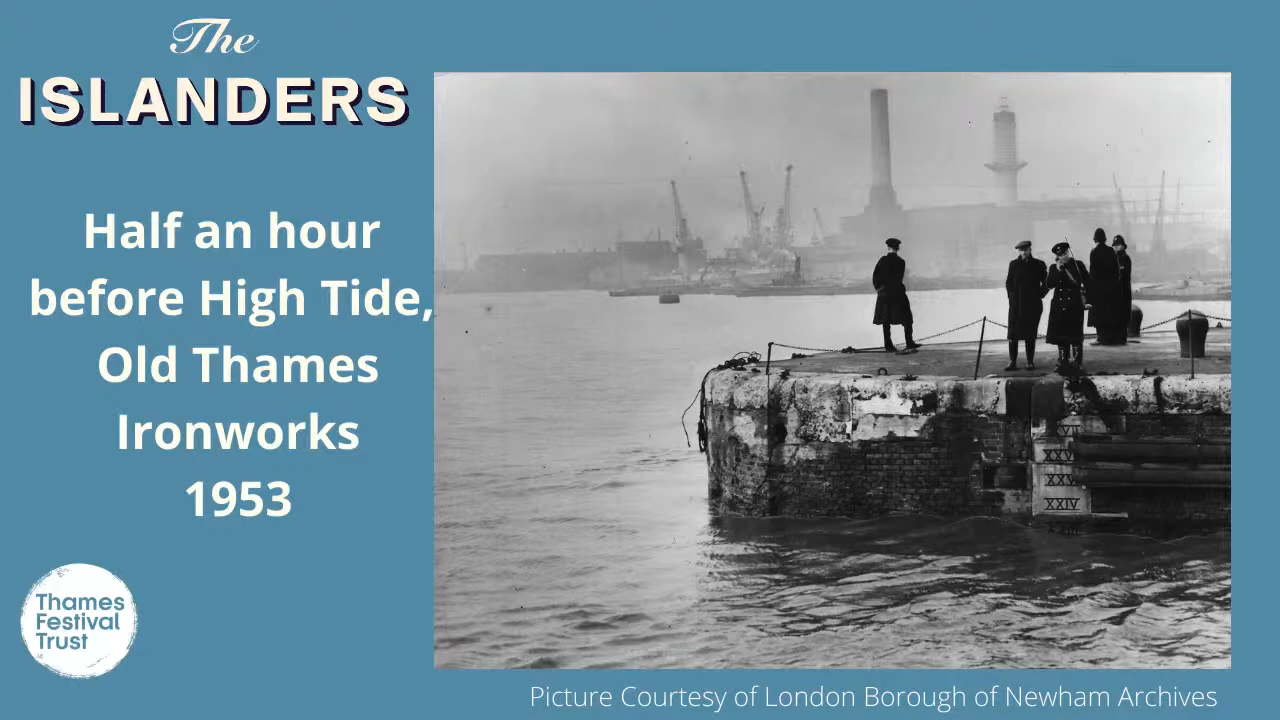 The
ISLANDERS
Half an hour
before High Tide,
Old Thames
Ironworks
1953
XXV
XXIV
Thames
Festival
Trust
Picture Courtesy of London Borough of Newham Archives